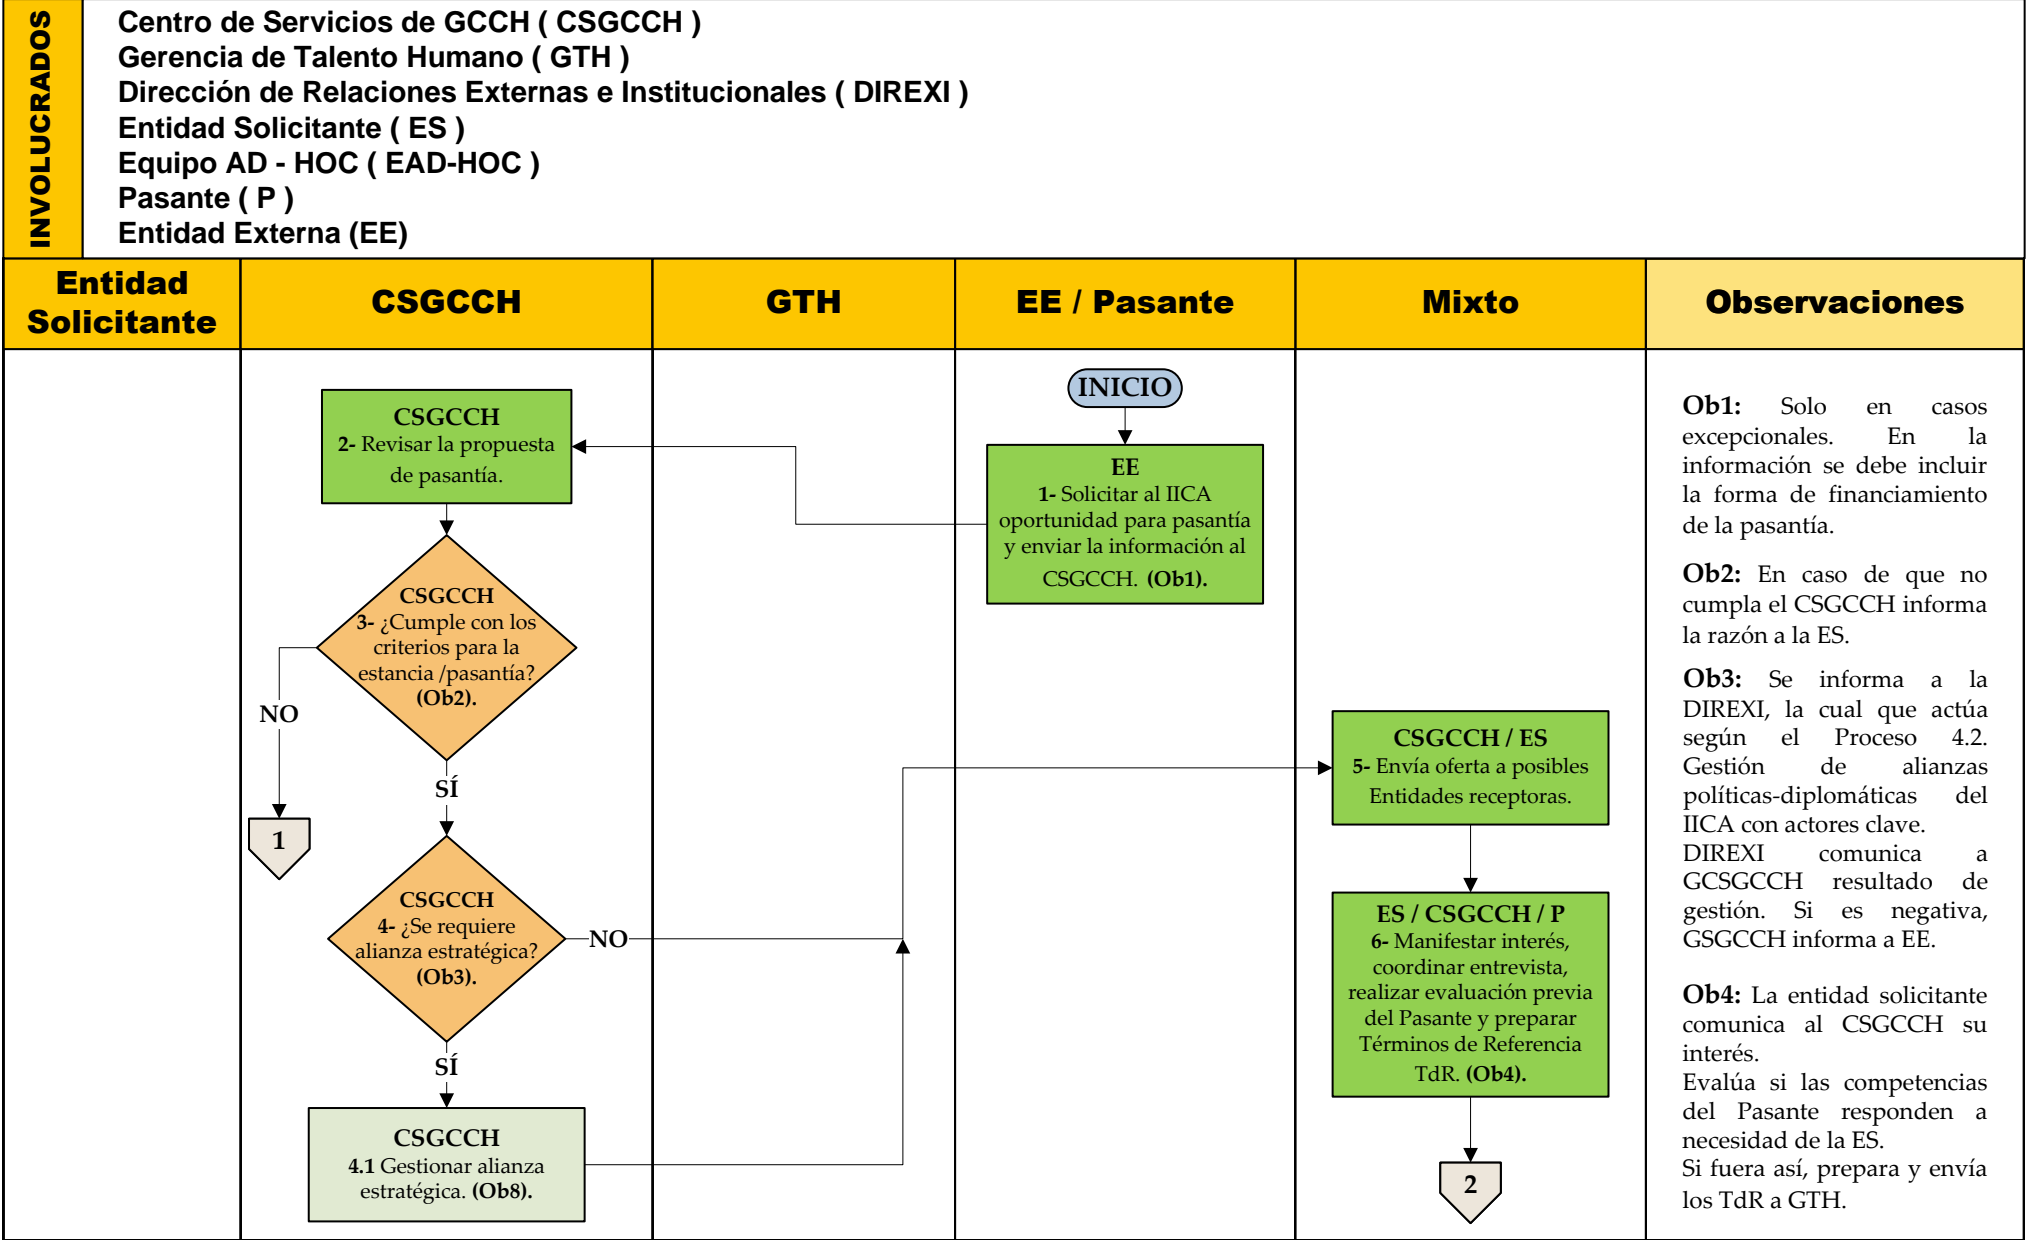 INVOLUCRADOS
Centro de Servicios de GCCH ( CSGCCH )
Gerencia de Talento Humano ( GTH )
Dirección de Relaciones Externas e Institucionales ( DIREXI )
Entidad Solicitante ( ES )
Equipo AD - HOC ( EAD-HOC )
Pasante ( P )
Entidad Externa (EE)
Entidad
Solicitante
CSGCCH
GTH
EE / Pasante
Mixto
Observaciones
INICIO
EE
1- Solicitar al IICA
oportunidad para pasantía
y enviar la información al
CSGCCH. (Ob1).
CSGCCH
2- Revisar la propuesta
de pasantía.
CSGCCH
3- ¿Cumple con los
criterios para la
estancia /pasantía?
(Ob2).
NO
1
SÍ
CSGCCH
4- ¿Se requiere
alianza estratégica?
(Ob3).
NO
SÍ
CSGCCH
4.1 Gestionar alianza
estratégica. (Ob8).
CSGCCH / ES
5- Envía oferta a posibles
Entidades receptoras.
ES / CSGCCH / P
6- Manifestar interés,
coordinar entrevista,
realizar evaluación previa
del Pasante y preparar
Términos de Referencia
TdR. (Ob4).
2
Ob1: Solo en casos
excepcionales. En la
información se debe incluir
la forma de financiamiento
de la pasantía.
Ob2: En caso de que no
cumpla el CSGCCH informa
la razón a la ES.
Ob3: Se informa a la
DIREXI, la cual que actúa
según el Proceso 4.2.
Gestión de alianzas
políticas-diplomáticas del
IICA con actores clave.
DIREXI comunica a
GCSGCCH resultado de
gestión. Si es negativa,
GSGCCH informa a EE.
Ob4: La entidad solicitante
comunica al CSGCCH su
interés.
Evalúa si las competencias
del Pasante responden a
necesidad de la ES.
Si fuera así, prepara y envía
los TdR a GTH.